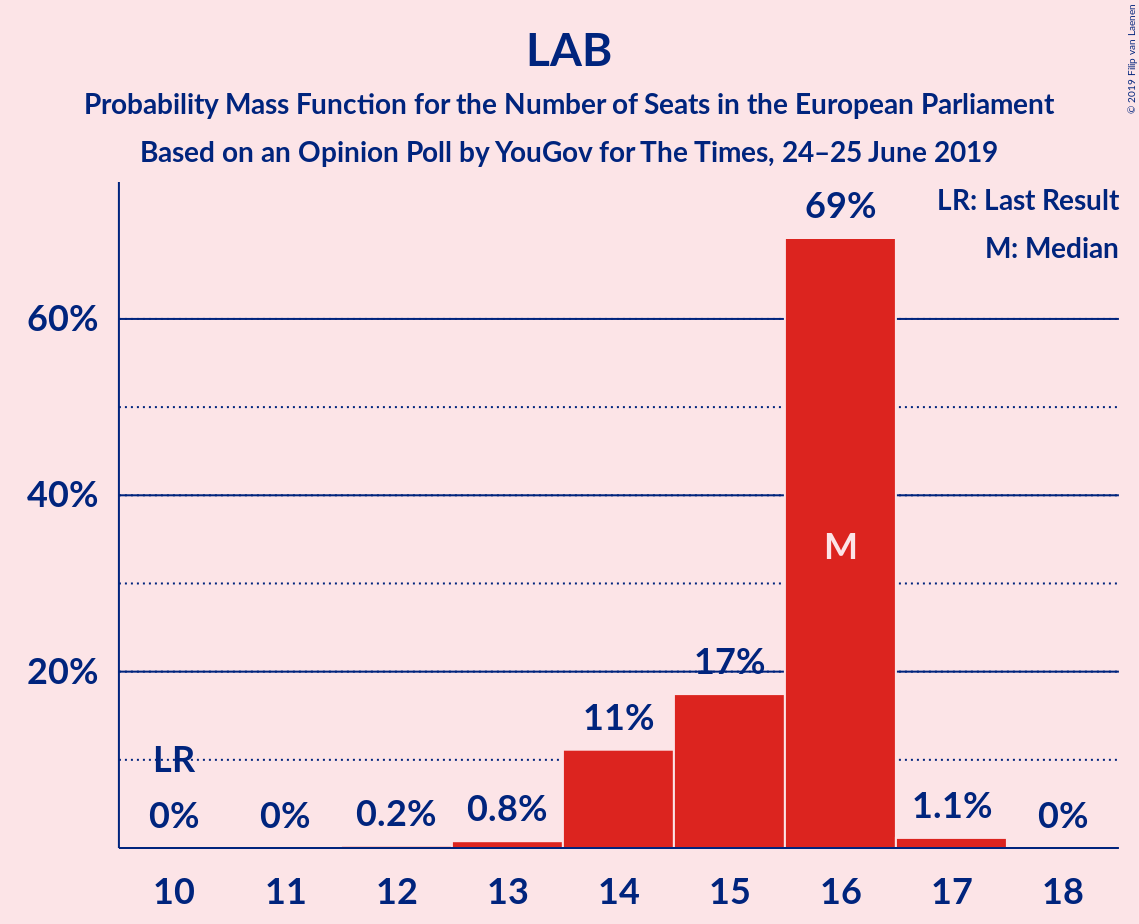 LAB
Probability Mass Function for the Number of Seats in the European Parliament
Based on an Opinion Poll by YouGov for The Times, 24–25 June 2019
© 2019 Filip van Laenen
LR: Last Result
M: Median
60%
40%
20%
LR
0%
0%
0.2%
0.8%
11%
17%
69%
M
1.1%
0%
10
11
12
13
14
15
16
17
18